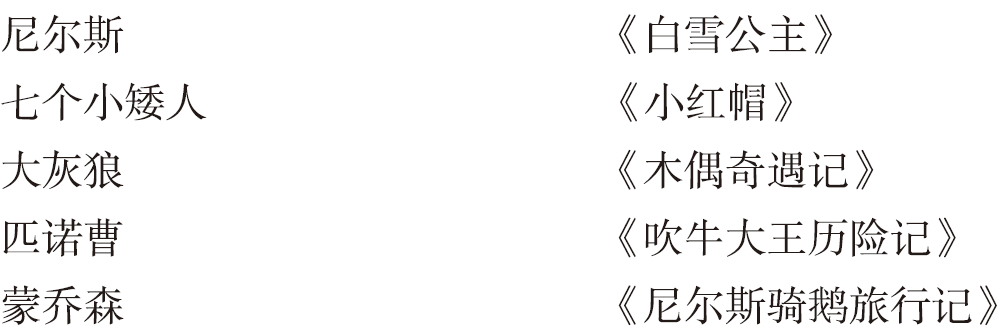 尼尔斯 《白雪公主》
七个小矮人 《小红帽》
大灰狼 《木偶奇遇记》
匹诺曹 《吹牛大王历险记》
蒙乔森 《尼尔斯骑鹅旅行记》